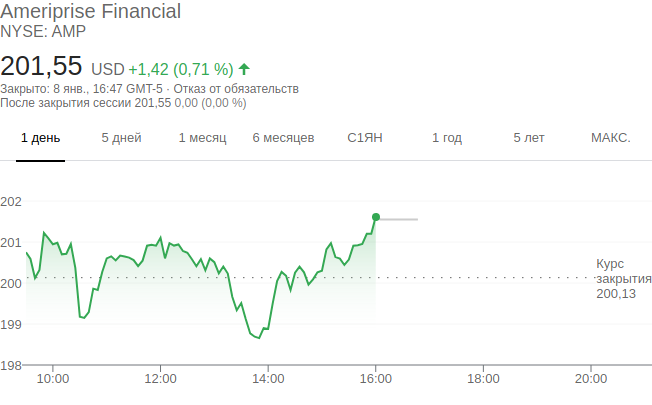 Ameriprise Financial
NYSE: AMP
201,55 USD +1,42 (0,71 %)
Закрыто: 8 янв., 16:47 GMT-5 · Отказ от обязательств
После закрытия сессии 201,55 0,00 (0,00 %)
1 день 5 дней 1 месяц 6 месяцев С1ЯН 1 год 5 лет МАКС.
202
201
200
199
198
Курс
закрытия
200,13
10:00 12:00 14:00 16:00 18:00 20:00